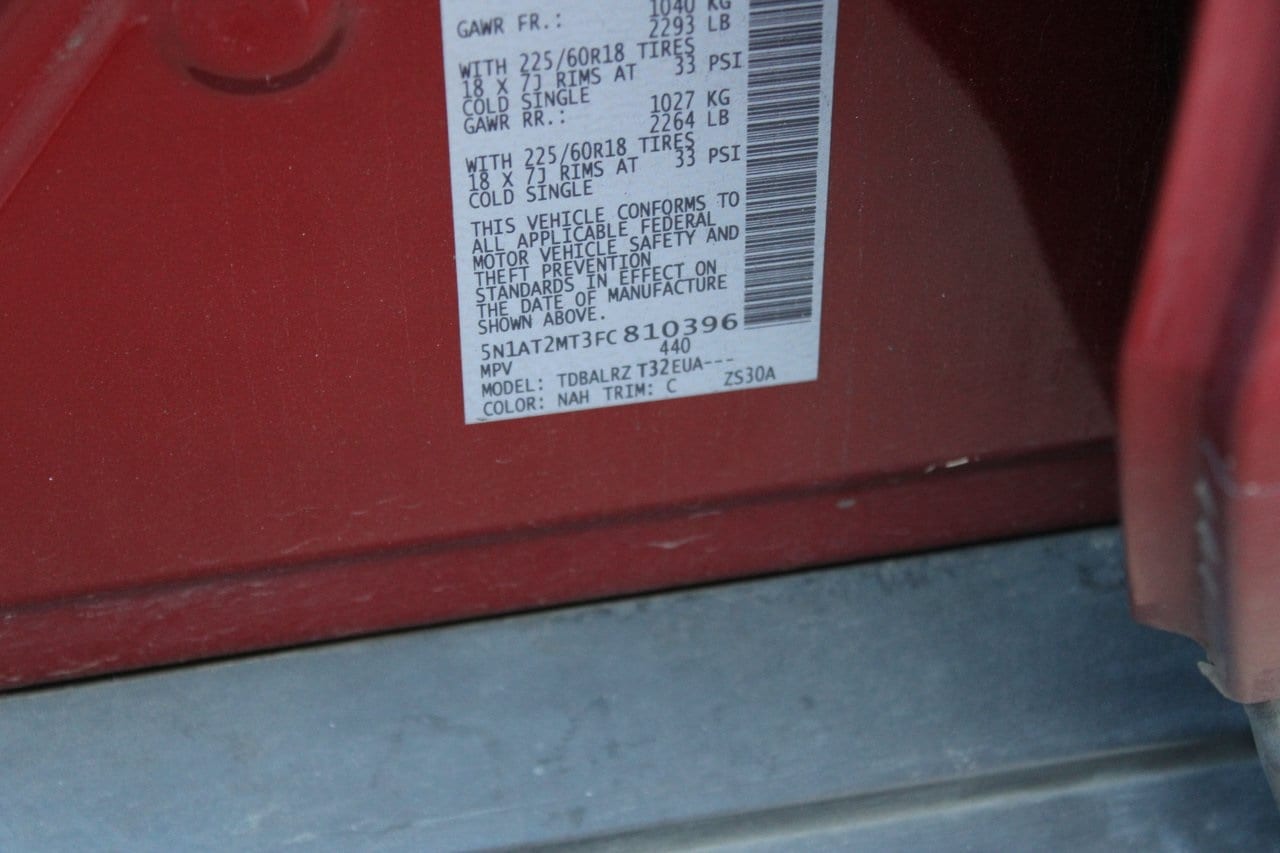 1040 KG
GAWR FR.: 2293 LB
WITH 225/60R18 TIRES
18 X 7J RIMS AT 33 PSI
COLD SINGLE
1027 KG
GAWR RR.: 2264 LB
WITH 225/60R18 TIRES
18 X 7J RIMS AT 33 PSI
COLD SINGLE
THIS VEHICLE CONFORMS TO
ALL APPLICABLE FEDERAL
MOTOR VEHICLE SAFETY AND
THEFT PREVENTION
STANDARDS IN EFFECT ON
THE DATE OF MANUFACTURE
SHOWN ABOVE.
5N1AT2MT3FC810396
MPV 440
MODEL: TDBALRZ T32EUA---
COLOR: NAH TRIM: C ZS30A